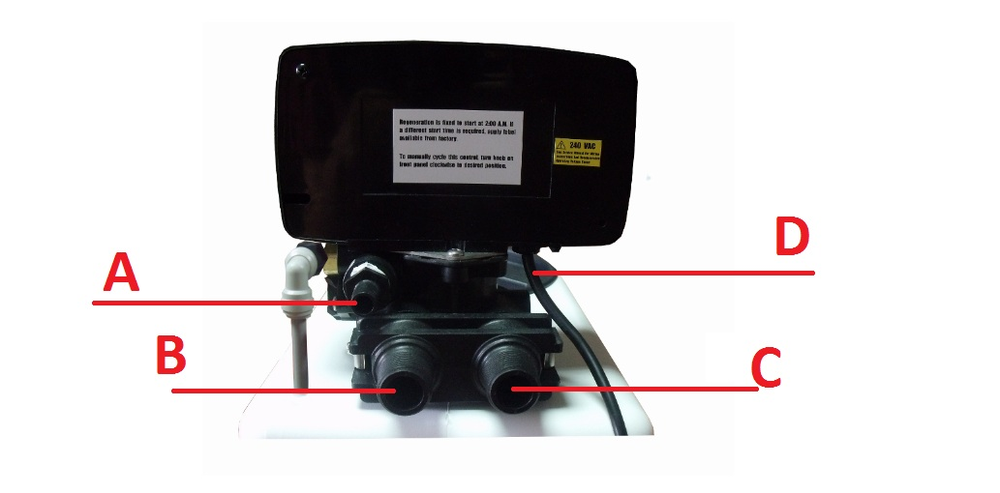 Regeneration is fixed to start at 2:00 A.M. If
a different start time is required, apply label
available from factory.
To manually cycle this control, turn knob on
front panel clockwise to desired position.
240 VAC
A
D
B
C